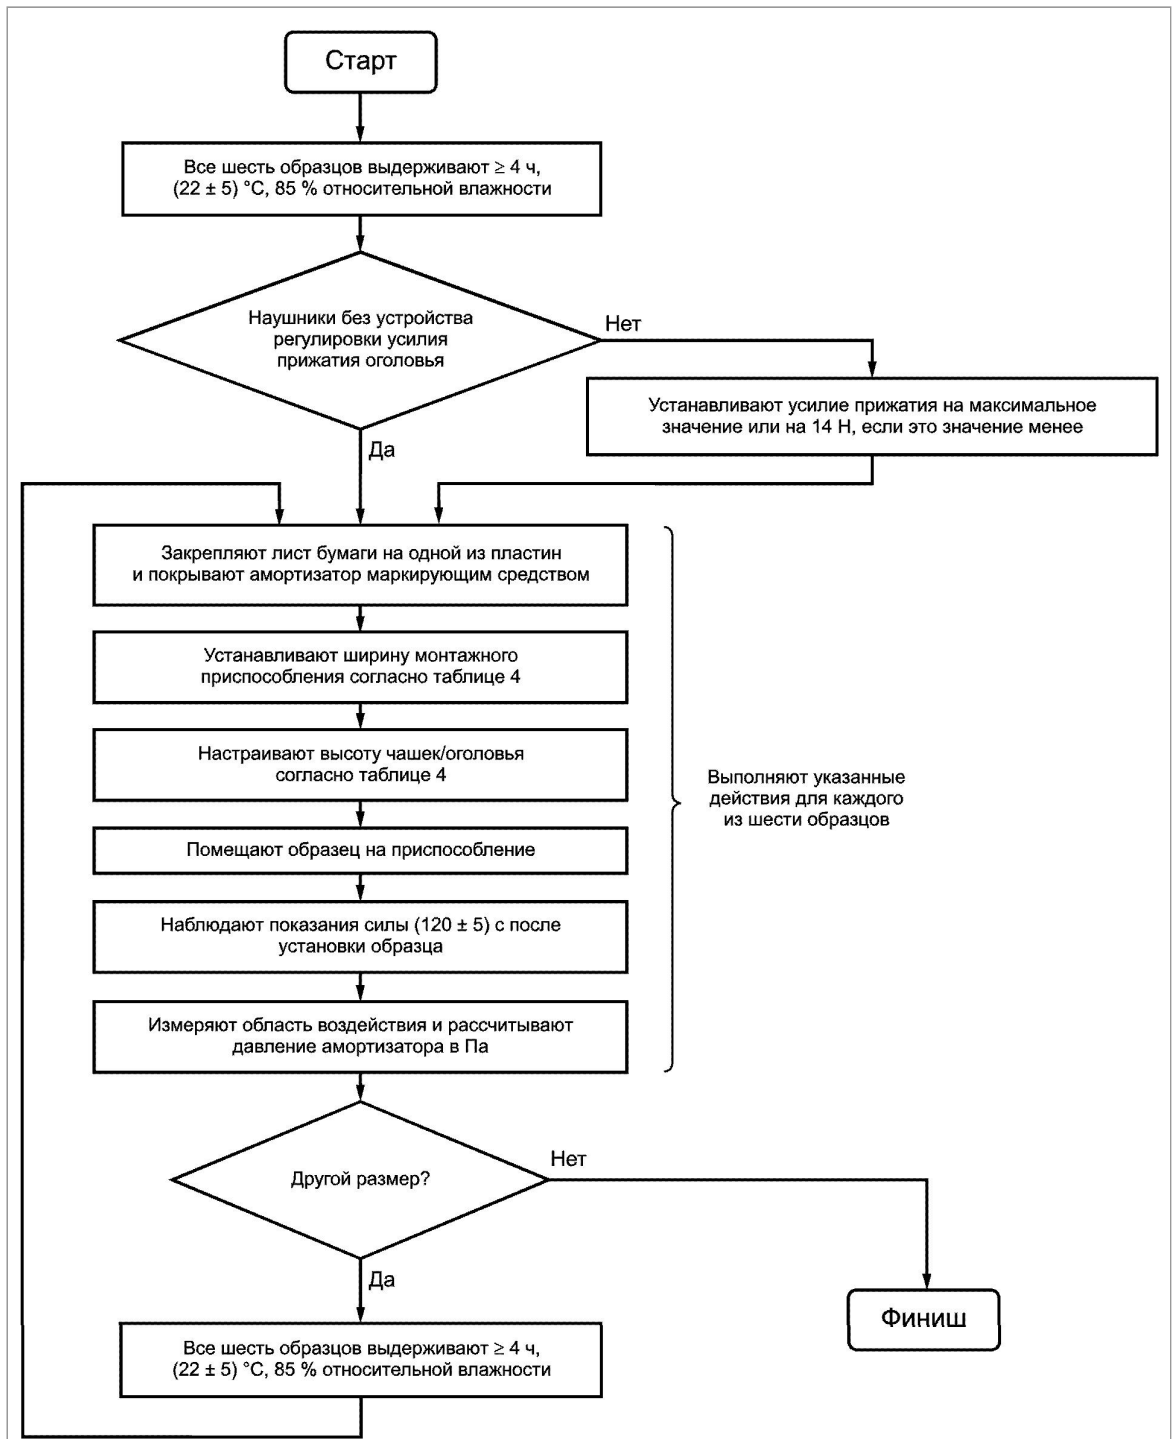 Старт
Все шесть образцов выдерживают ≥ 4 ч,
(22 ± 5) °C, 85 % относительной влажности
Наушники без устройства
регулировки усилия
прижатия оголовья
Нет
Устанавливают усилие прижатия на максимальное
значение или на 14 Н, если это значение менее
Да
Закрепляют лист бумаги на одной из пластин
и покрывают амортизатор маркирующим средством
Устанавливают ширину монтажного
приспособления согласно таблице 4
Настраивают высоту чашек/оголовья
согласно таблице 4
Помещают образец на приспособление
Наблюдают показания силы (120 ± 5) с после
установки образца
Измеряют область воздействия и рассчитывают
давление амортизатора в Па
Выполняют указанные
действия для каждого
из шести образцов
Другой размер?
Нет
Да
Финиш
Все шесть образцов выдерживают ≥ 4 ч,
(22 ± 5) °C, 85 % относительной влажности